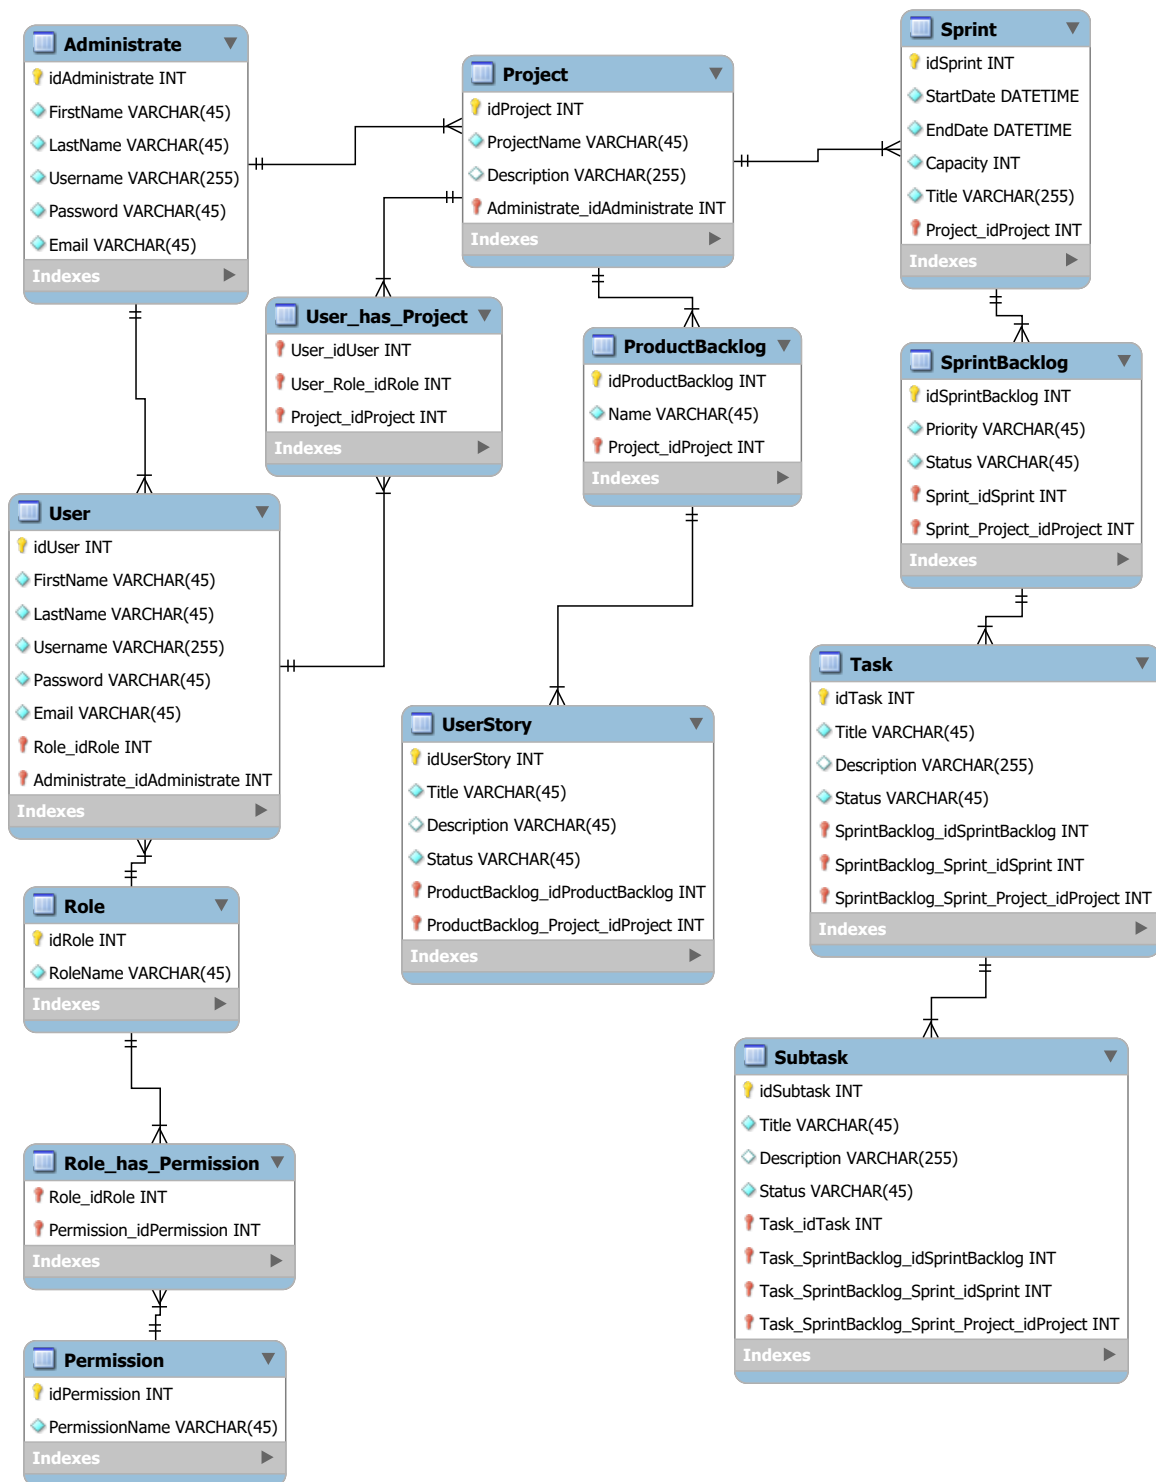 Administrate
idAdministrate INT
FirstName VARCHAR(45)
LastName VARCHAR(45)
Username VARCHAR(255)
Password VARCHAR(45)
Email VARCHAR(45)
Indexes
Project
idProject INT
ProjectName VARCHAR(45)
Description VARCHAR(255)
Administrate_idAdministrate INT
Indexes
Sprint
idSprint INT
StartDate DATETIME
EndDate DATETIME
Capacity INT
Title VARCHAR(255)
Project_idProject INT
Indexes
User_has_Project
User_idUser INT
User_Role_idRole INT
Project_idProject INT
Indexes
ProductBacklog
idProductBacklog INT
Name VARCHAR(45)
Project_idProject INT
Indexes
SprintBacklog
idSprintBacklog INT
Priority VARCHAR(45)
Status VARCHAR(45)
Sprint_idSprint INT
Sprint_Project_idProject INT
Indexes
User
idUser INT
FirstName VARCHAR(45)
LastName VARCHAR(45)
Username VARCHAR(255)
Password VARCHAR(45)
Email VARCHAR(45)
Role_idRole INT
Administrate_idAdministrate INT
Indexes
UserStory
idUserStory INT
Title VARCHAR(45)
Description VARCHAR(45)
Status VARCHAR(45)
ProductBacklog_idProductBacklog INT
ProductBacklog_Project_idProject INT
Indexes
Task
idTask INT
Title VARCHAR(45)
Description VARCHAR(255)
Status VARCHAR(45)
SprintBacklog_idSprintBacklog INT
SprintBacklog_Sprint_idSprint INT
SprintBacklog_Sprint_Project_idProject INT
Indexes
Role
idRole INT
RoleName VARCHAR(45)
Indexes
Subtask
idSubtask INT
Title VARCHAR(45)
Description VARCHAR(255)
Status VARCHAR(45)
Task_idTask INT
Task_SprintBacklog_idSprintBacklog INT
Task_SprintBacklog_Sprint_idSprint INT
Task_SprintBacklog_Sprint_Project_idProject INT
Indexes
Role_has_Permission
Role_idRole INT
Permission_idPermission INT
Indexes
Permission
idPermission INT
PermissionName VARCHAR(45)
Indexes